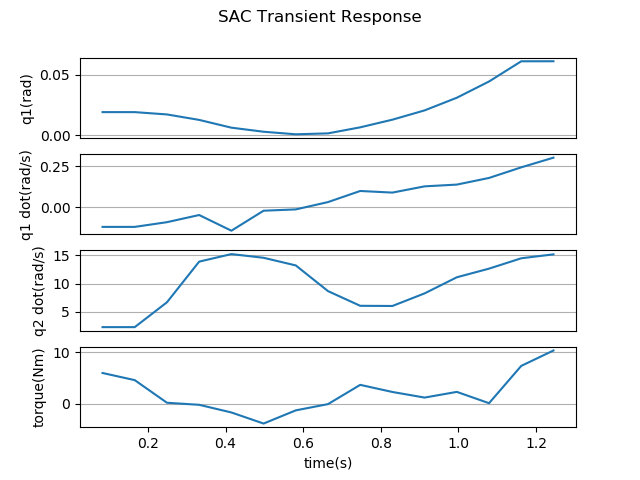 SAC Transient Response
q1(rad)
0.05
0.00
q1 dot(rad/s)
0.25
0.00
q2 dot(rad/s)
15
10
5
torque(Nm)
10
0
0.2 0.4 0.6 0.8 1.0 1.2
time(s)